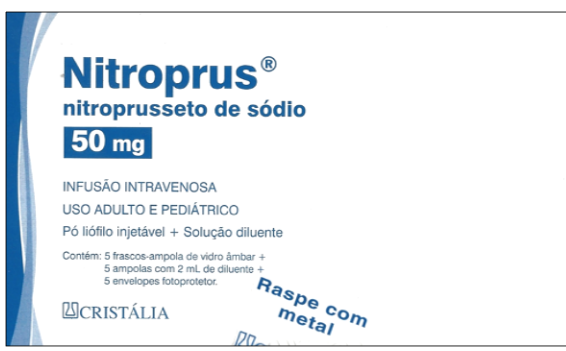 Nitroprus®
nitroprusseto de sódio
50 mg
INFUSÃO INTRAVENOSA
USO ADULTO E PEDIÁTRICO
Pó liófilo injetável + Solução diluente
Contém: 5 frascos-ampola de vidro âmbar +
5 ampolas com 2 mL de diluente +
5 envelopes fotoprotetor.
CRISTÁLIA
Raspe com
metal